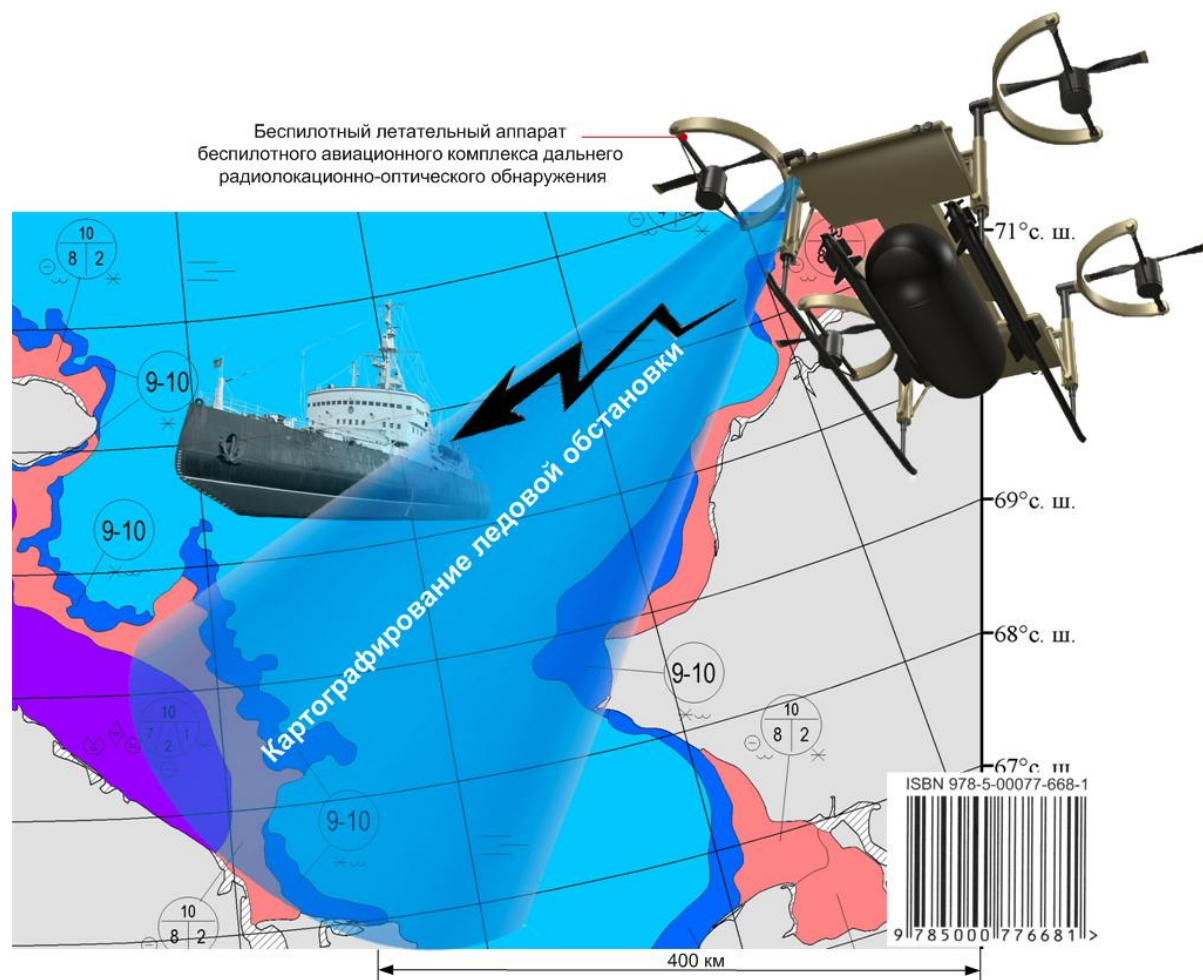 Беспилотный летательный аппарат
беспилотного авиационного комплекса дальнего
радиолокационно-оптического обнаружения
71°с. ш.
10
8 2
9-10
9-10
69°с. ш.
68°с. ш.
Картографирование ледовой обстановки
9-10
10
7 2 1
10
8 2
67°с. ш.
ISBN 978-5-00077-668-1
9-10
10
8 2
9 785000 776681 >
400 км